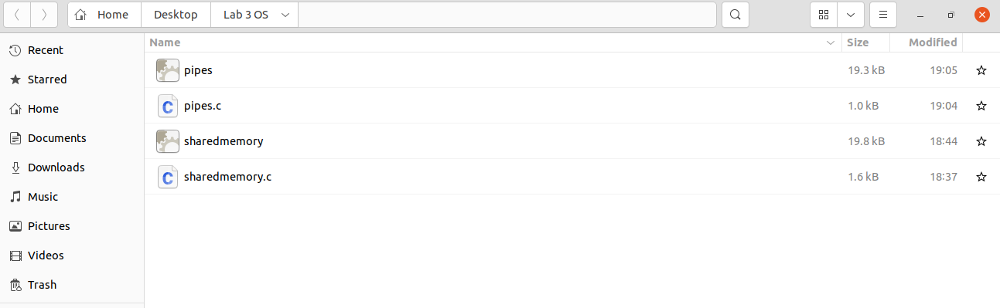 Home Desktop Lab 3 OS
Name Size Modified
Recent
Starred
Home
Documents
Downloads
Music
Pictures
Videos
Trash
pipes 19.3 kB 19:05
C pipes.c 1.0 kB 19:04
sharedmemory 19.8 kB 18:44
C sharedmemory.c 1.6 kB 18:37